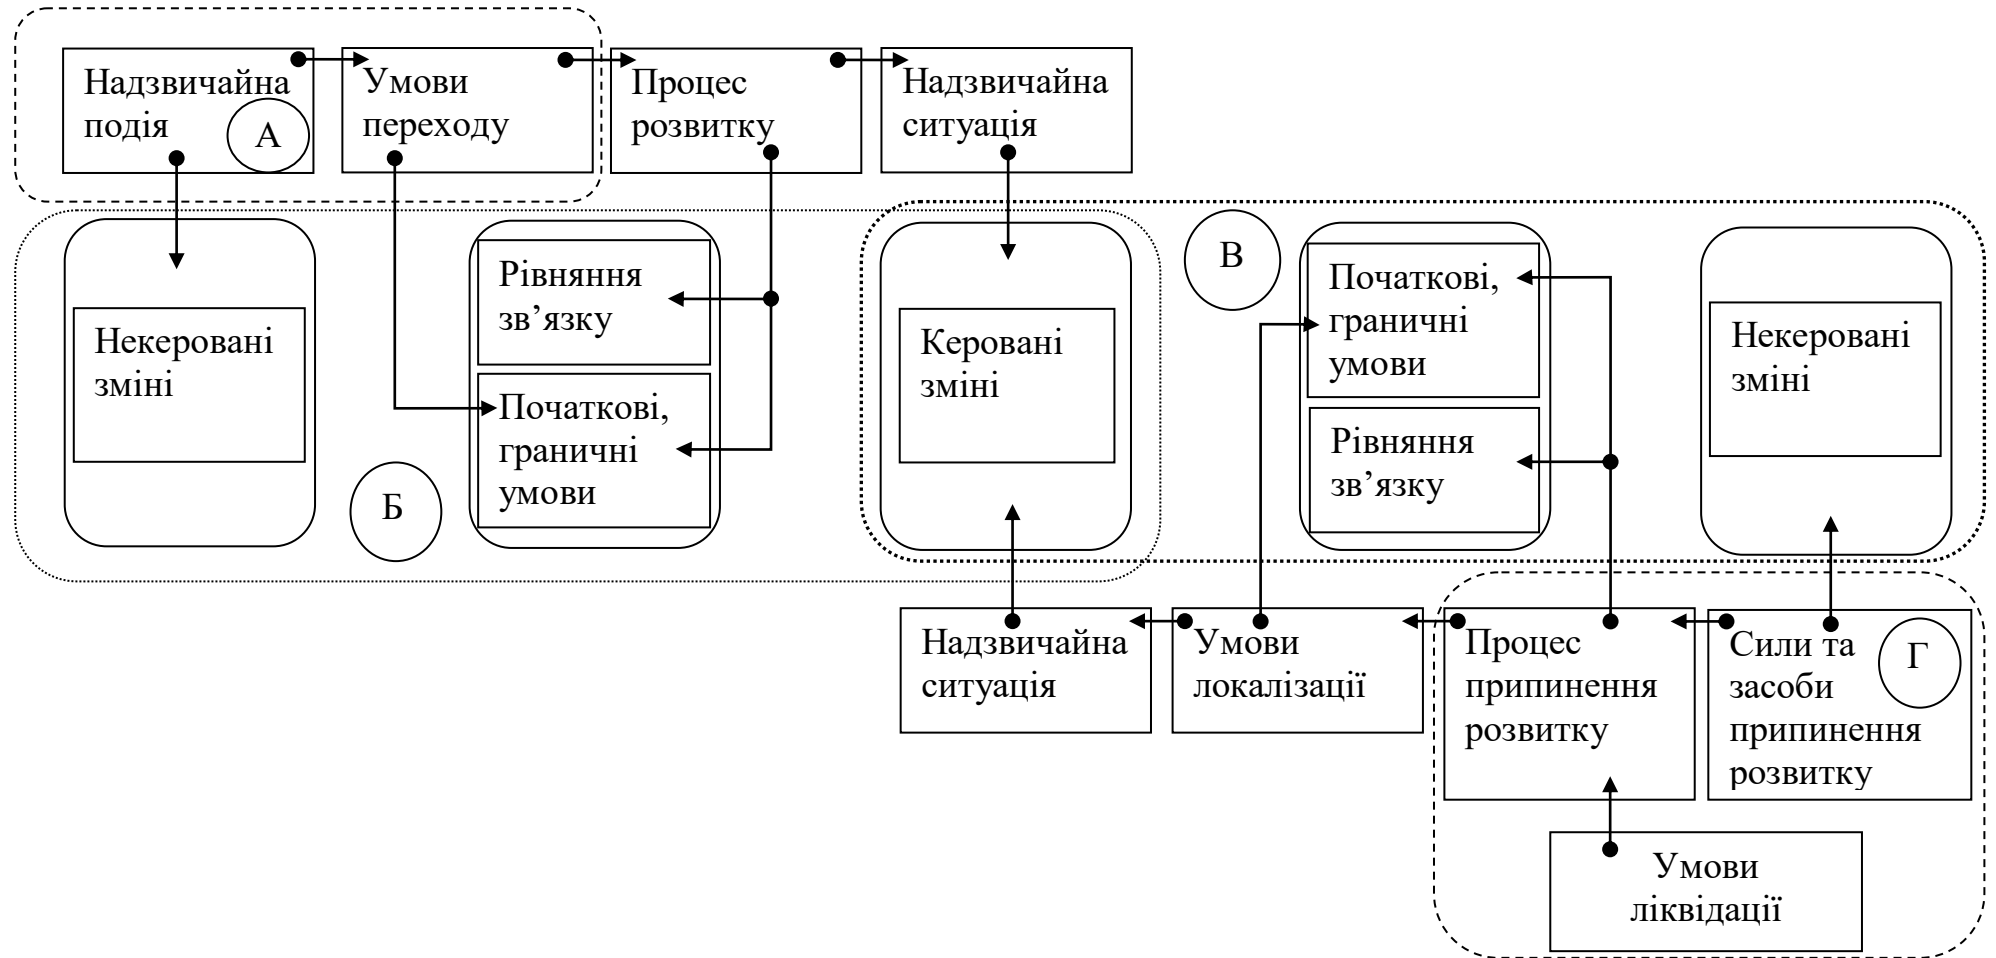 Надзвичайна
подія
А
Умови
переходу
Процес
розвитку
Надзвичайна
ситуація
Некеровані
зміні
Б
Рівняння
зв’язку
Початкові,
граничні
умови
Керовані
зміні
В
Початкові,
граничні
умови
Рівняння
зв’язку
Некеровані
зміні
Надзвичайна
ситуація
Умови
локалізації
Процес
припинення
розвитку
Сили та
засоби
припинення
розвитку
Г
Умови
ліквідації